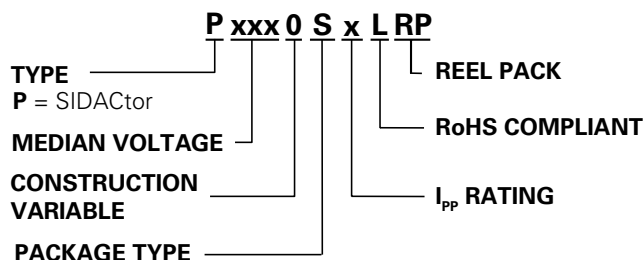 P xxx 0 S x L RP
TYPE
P = SIDACtor
MEDIAN VOLTAGE
CONSTRUCTION
VARIABLE
PACKAGE TYPE
REEL PACK
RoHS COMPLIANT
IPP RATING